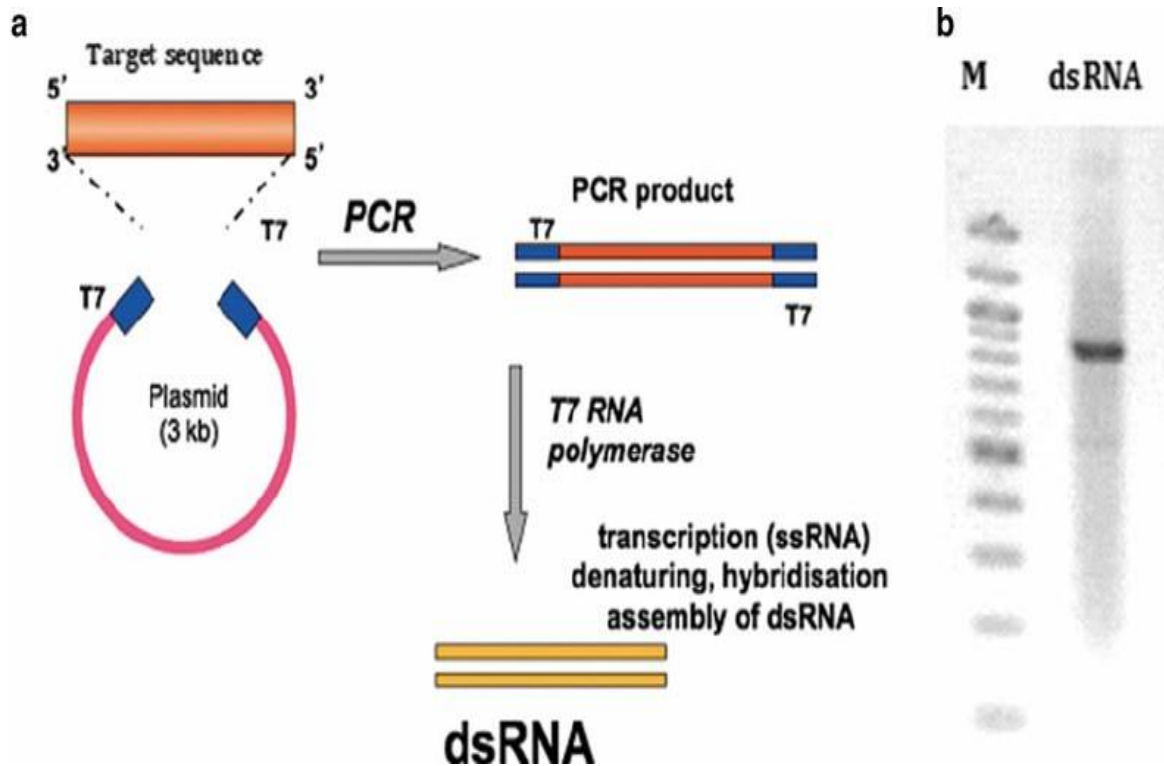 a
Target sequence
5'
3'
3'
5'
T7
PCR
PCR product
T7
T7
T7
Plasmid
(3 kb)
T7 RNA
polymerase
transcription (ssRNA)
denaturing, hybridisation
assembly of dsRNA
dsRNA
b
M
dsRNA